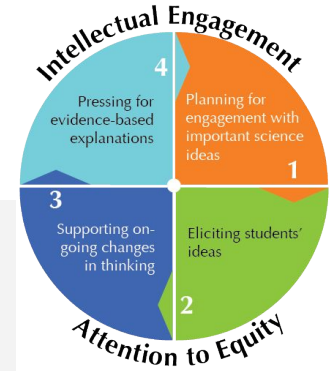 Intellectual Engagement
4
Pressing for
evidence-based
explanations
Planning for
engagement with
important science
ideas
1
3
Supporting on-
going changes
in thinking
Eliciting students'
ideas
2
Attention to Equity